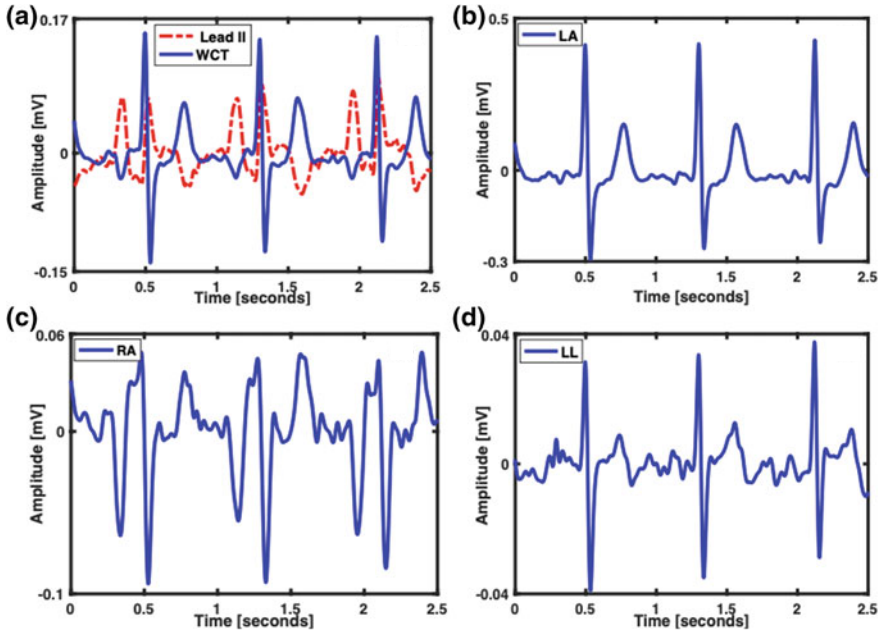 (a)
0.17
Lead II
WCT
Amplitude [mV]
0
-0.15
0 0.5 1 1.5 2 2.5
Time [seconds]
(b)
0.5
LA
Amplitude [mV]
0
-0.3
0 0.5 1 1.5 2 2.5
Time [seconds]
(c)
0.06
RA
Amplitude [mV]
0
-0.1
0 0.5 1 1.5 2 2.5
Time [seconds]
(d)
0.04
LL
Amplitude [mV]
0
-0.04
0 0.5 1 1.5 2 2.5
Time [seconds]